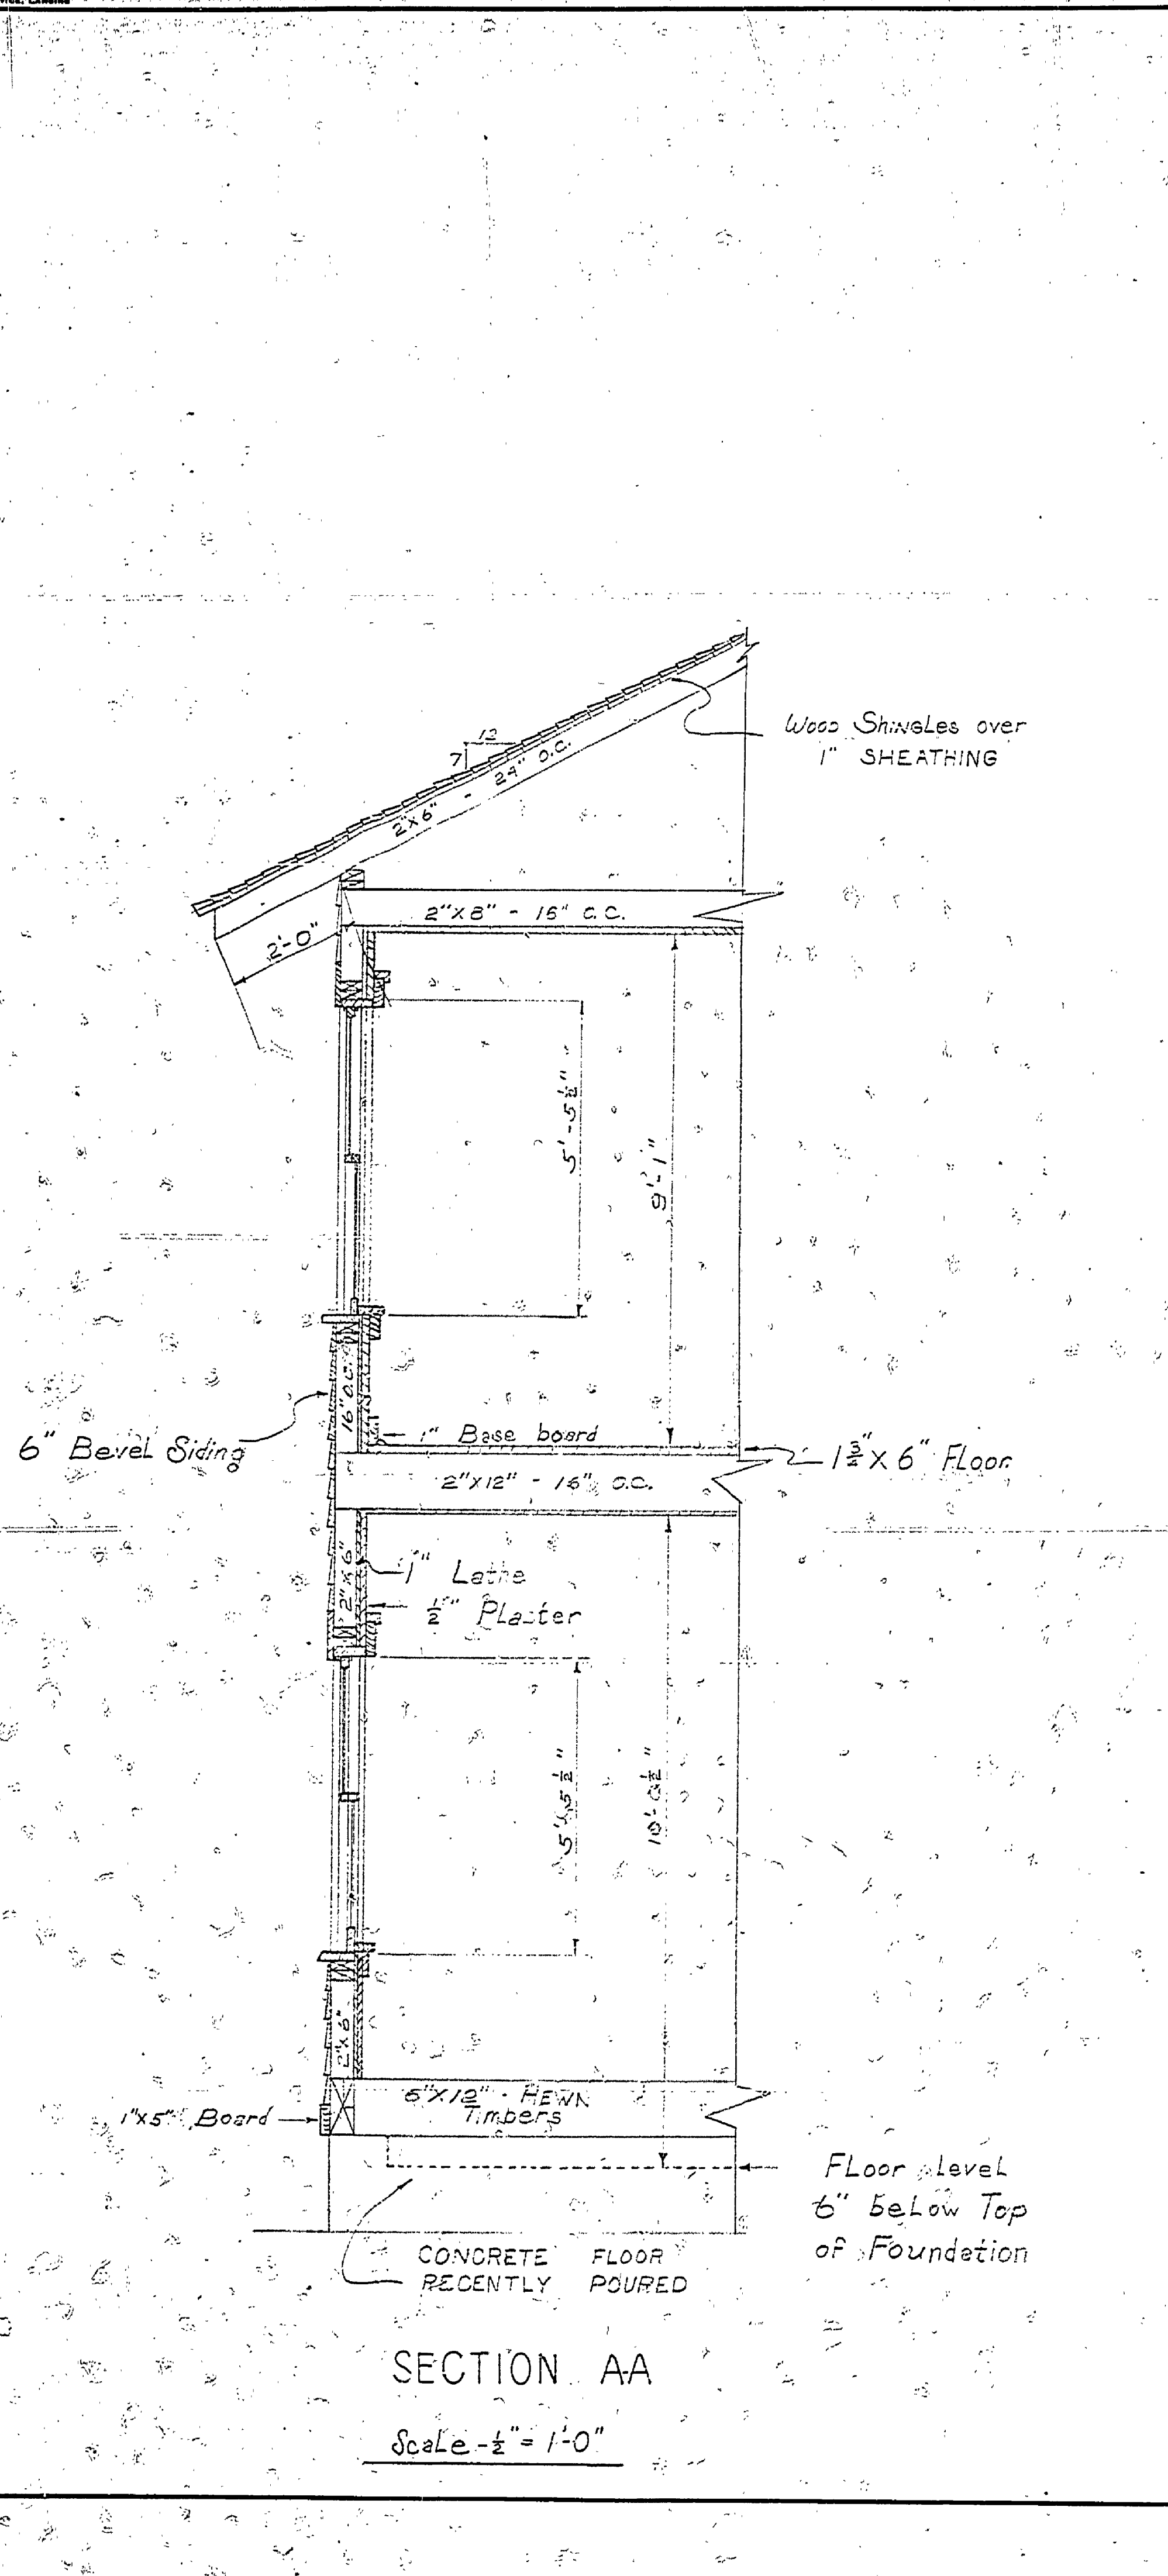 Wood Shingles over
1" SHEATHING
12
7
2"x6" - 24" O.C.
2"x8" - 16" O.C.
2'-0"
5'-5½"
9'-1"
16" O.C.
6" Bevel Siding
1" Base board
2"x12" - 16" O.C.
1¾" x 6" Floor
2"x6"
1" Lathe
½" Plaster
5'-5½"
10'-0½"
2"x6"
6"x12" - HEWN
Timbers
1"x5" Board
Floor level
6" below Top
of Foundation
CONCRETE FLOOR
RECENTLY POURED
SECTION A-A
Scale - ½" = 1'-0"